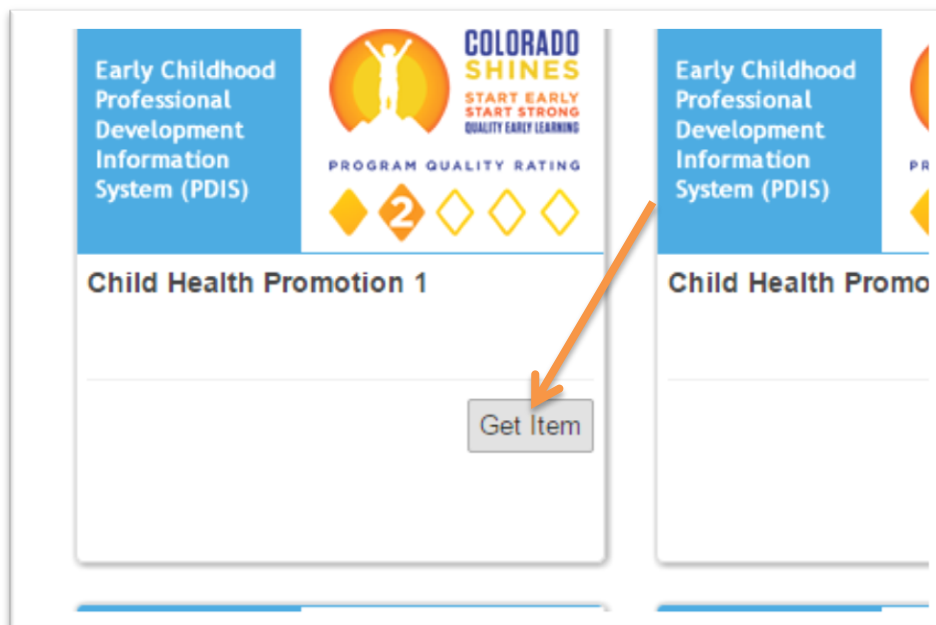 Early Childhood
Professional
Development
Information
System (PDIS)
COLORADO
SHINES
START EARLY
START STRONG
QUALITY EARLY LEARNING
PROGRAM QUALITY RATING
2
Child Health Promotion 1
Get Item
Early Childhood
Professional
Development
Information
System (PDIS)
PR
Child Health Promo